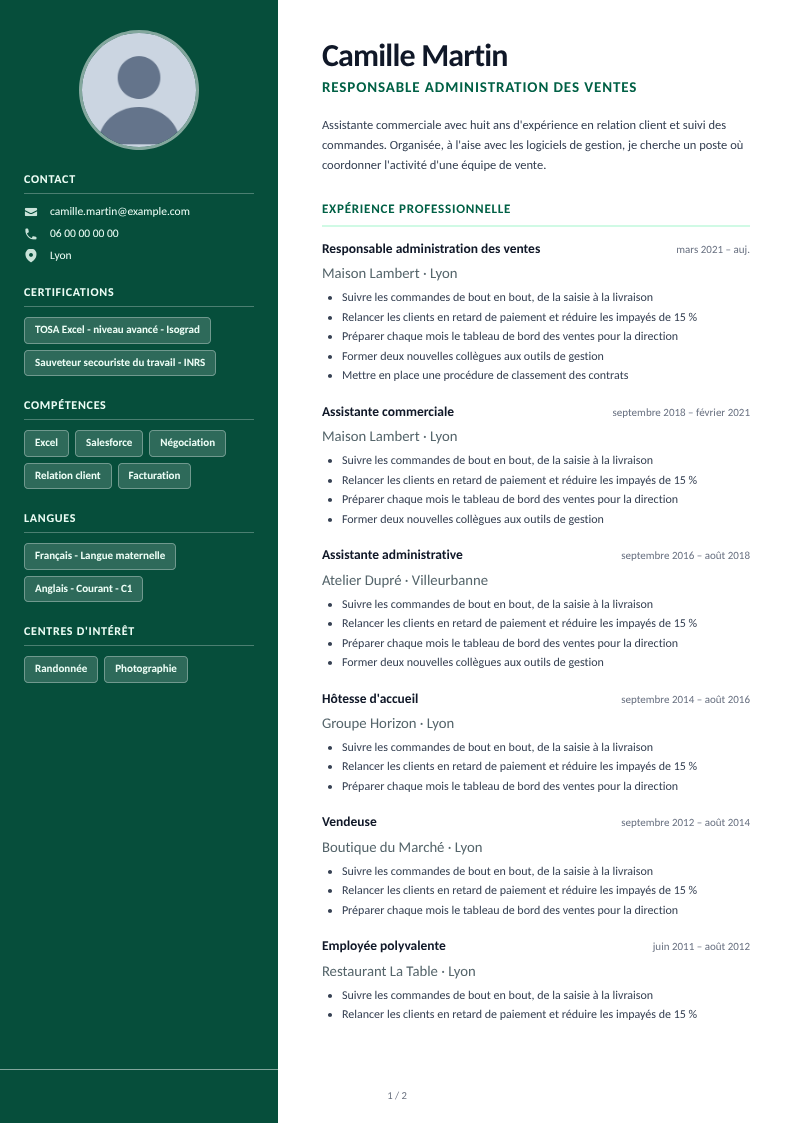 CONTACT
camille.martin@example.com
06 00 00 00 00
Lyon
CERTIFICATIONS
TOSA Excel - niveau avancé - Isograd
Sauveteur secouriste du travail - INRS
COMPÉTENCES
Excel
Salesforce
Négociation
Relation client
Facturation
LANGUES
Français - Langue maternelle
Anglais - Courant - C1
CENTRES D'INTÉRÊT
Randonnée
Photographie
Camille Martin
RESPONSABLE ADMINISTRATION DES VENTES
Assistante commerciale avec huit ans d'expérience en relation client et suivi des
commandes. Organisée, à l'aise avec les logiciels de gestion, je cherche un poste où
coordonner l'activité d'une équipe de vente.
EXPÉRIENCE PROFESSIONNELLE
Responsable administration des ventes mars 2021 – auj.
Maison Lambert · Lyon
• Suivre les commandes de bout en bout, de la saisie à la livraison
• Relancer les clients en retard de paiement et réduire les impayés de 15 %
• Préparer chaque mois le tableau de bord des ventes pour la direction
• Former deux nouvelles collègues aux outils de gestion
• Mettre en place une procédure de classement des contrats
Assistante commerciale septembre 2018 – février 2021
Maison Lambert · Lyon
• Suivre les commandes de bout en bout, de la saisie à la livraison
• Relancer les clients en retard de paiement et réduire les impayés de 15 %
• Préparer chaque mois le tableau de bord des ventes pour la direction
• Former deux nouvelles collègues aux outils de gestion
Assistante administrative septembre 2016 – août 2018
Atelier Dupré · Villeurbanne
• Suivre les commandes de bout en bout, de la saisie à la livraison
• Relancer les clients en retard de paiement et réduire les impayés de 15 %
• Préparer chaque mois le tableau de bord des ventes pour la direction
• Former deux nouvelles collègues aux outils de gestion
Hôtesse d'accueil septembre 2014 – août 2016
Groupe Horizon · Lyon
• Suivre les commandes de bout en bout, de la saisie à la livraison
• Relancer les clients en retard de paiement et réduire les impayés de 15 %
• Préparer chaque mois le tableau de bord des ventes pour la direction
Vendeuse septembre 2012 – août 2014
Boutique du Marché · Lyon
• Suivre les commandes de bout en bout, de la saisie à la livraison
• Relancer les clients en retard de paiement et réduire les impayés de 15 %
• Préparer chaque mois le tableau de bord des ventes pour la direction
Employée polyvalente juin 2011 – août 2012
Restaurant La Table · Lyon
• Suivre les commandes de bout en bout, de la saisie à la livraison
• Relancer les clients en retard de paiement et réduire les impayés de 15 %
1 / 2